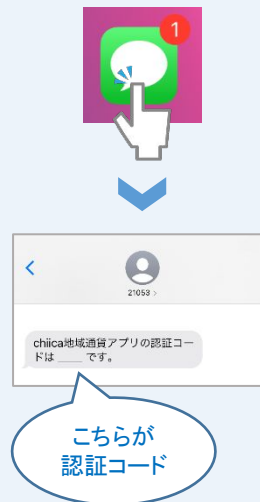 1
21053 >
chiica地域通貨アプリの認証コー
ドは ____ です。
こちらが
認証コード